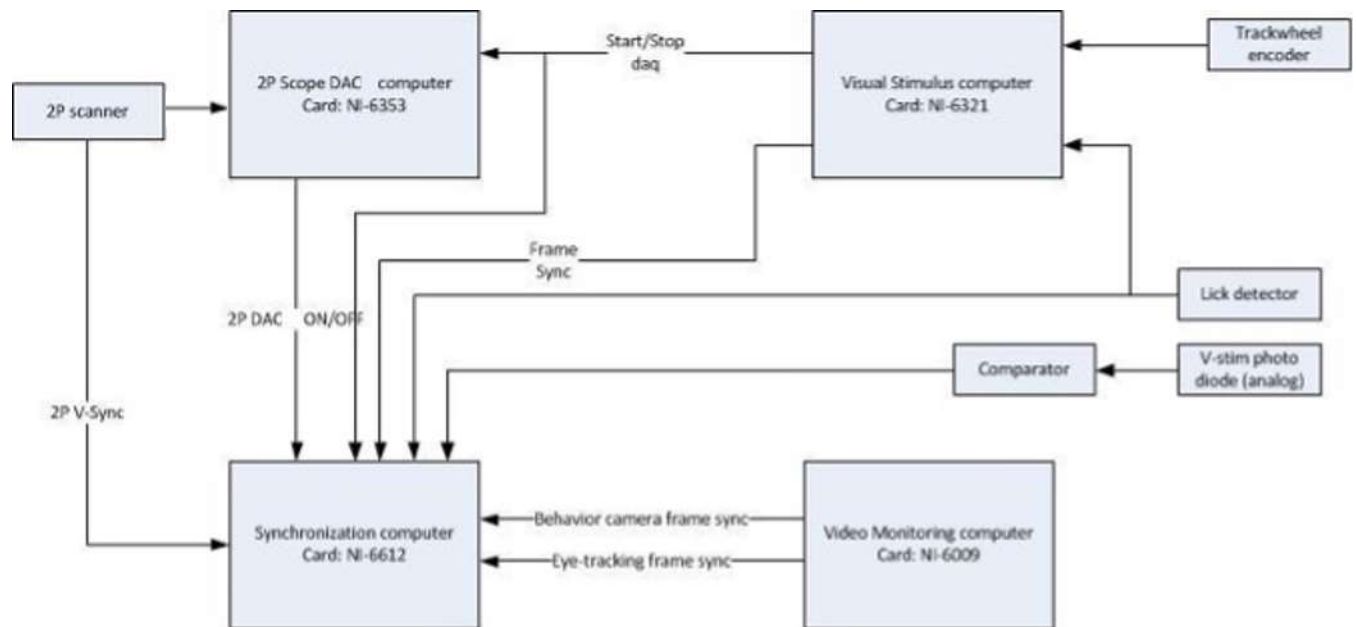 2P scanner
2P Scope DAC computer
Card: NI-6353
Start/Stop
daq
Visual Stimulus computer
Card: NI-6321
Trackwheel
encoder
Frame
Sync
2P DAC ON/OFF
Lick detector
Comparator
V-stim photo
diode (analog)
2P V-Sync
Synchronization computer
Card: NI-6612
Behavior camera frame sync
Eye-tracking frame sync
Video Monitoring computer
Card: NI-6009